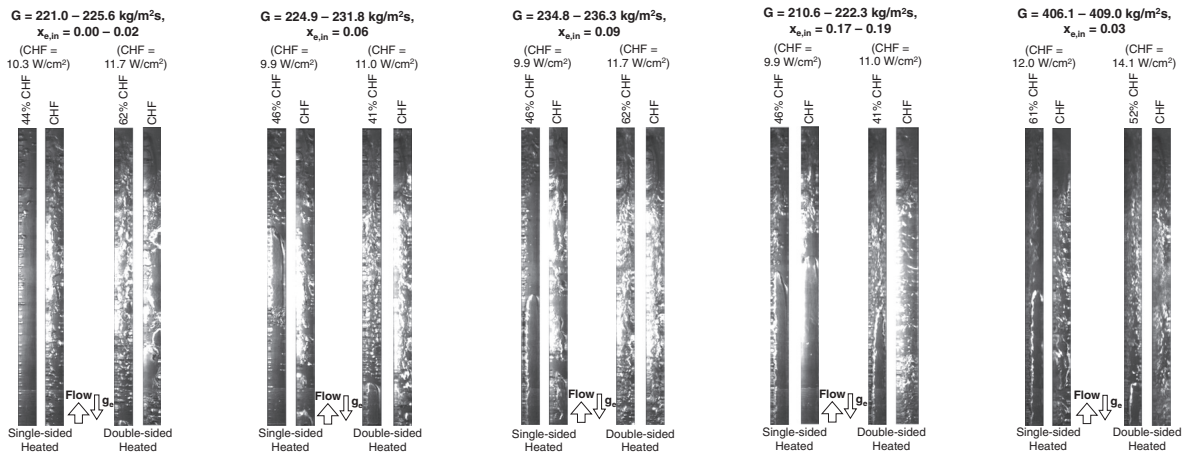 G = 221.0 – 225.6 kg/m²s,
xₑ,ᵢₙ = 0.00 – 0.02
(CHF =
10.3 W/cm²)
(CHF =
11.7 W/cm²)
44% CHF
CHF
62% CHF
CHF
Flow
gₑ
Single-sided
Heated
Double-sided
Heated
G = 224.9 – 231.8 kg/m²s,
xₑ,ᵢₙ = 0.06
(CHF =
9.9 W/cm²)
(CHF =
11.0 W/cm²)
46% CHF
CHF
41% CHF
CHF
Flow
gₑ
Single-sided
Heated
Double-sided
Heated
G = 234.8 – 236.3 kg/m²s,
xₑ,ᵢₙ = 0.09
(CHF =
9.9 W/cm²)
(CHF =
11.7 W/cm²)
46% CHF
CHF
62% CHF
CHF
Flow
gₑ
Single-sided
Heated
Double-sided
Heated
G = 210.6 – 222.3 kg/m²s,
xₑ,ᵢₙ = 0.17 – 0.19
(CHF =
9.9 W/cm²)
(CHF =
11.0 W/cm²)
46% CHF
CHF
41% CHF
CHF
Flow
gₑ
Single-sided
Heated
Double-sided
Heated
G = 406.1 – 409.0 kg/m²s,
xₑ,ᵢₙ = 0.03
(CHF =
12.0 W/cm²)
(CHF =
14.1 W/cm²)
61% CHF
CHF
52% CHF
CHF
Flow
gₑ
Single-sided
Heated
Double-sided
Heated